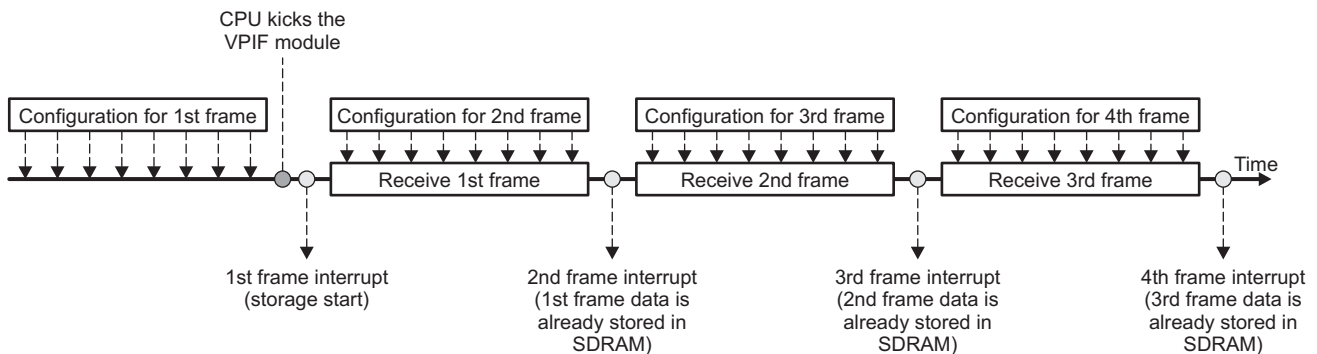 CPU kicks the
VPIF module
Configuration for 1st frame
Configuration for 2nd frame
Configuration for 3rd frame
Configuration for 4th frame
Receive 1st frame
Receive 2nd frame
Receive 3rd frame
Time
1st frame interrupt
(storage start)
2nd frame interrupt
(1st frame data is
already stored in
SDRAM)
3rd frame interrupt
(2nd frame data is
already stored in
SDRAM)
4th frame interrupt
(3rd frame data is
already stored in
SDRAM)